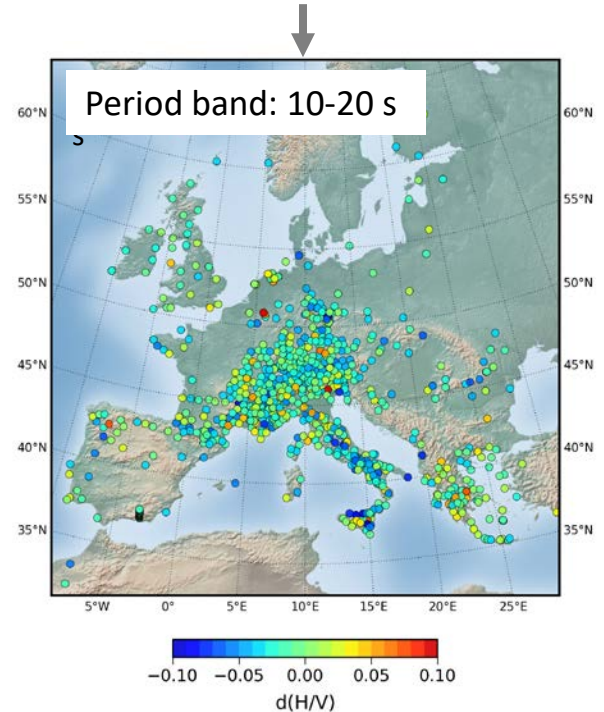 Period band: 10-20 s
s
60°N 60°N
55°N 55°N
50°N 50°N
45°N 45°N
40°N 40°N
35°N 35°N
5°W 0° 5°E 10°E 15°E 20°E 25°E
−0.10 −0.05 0.00 0.05 0.10
d(H/V)